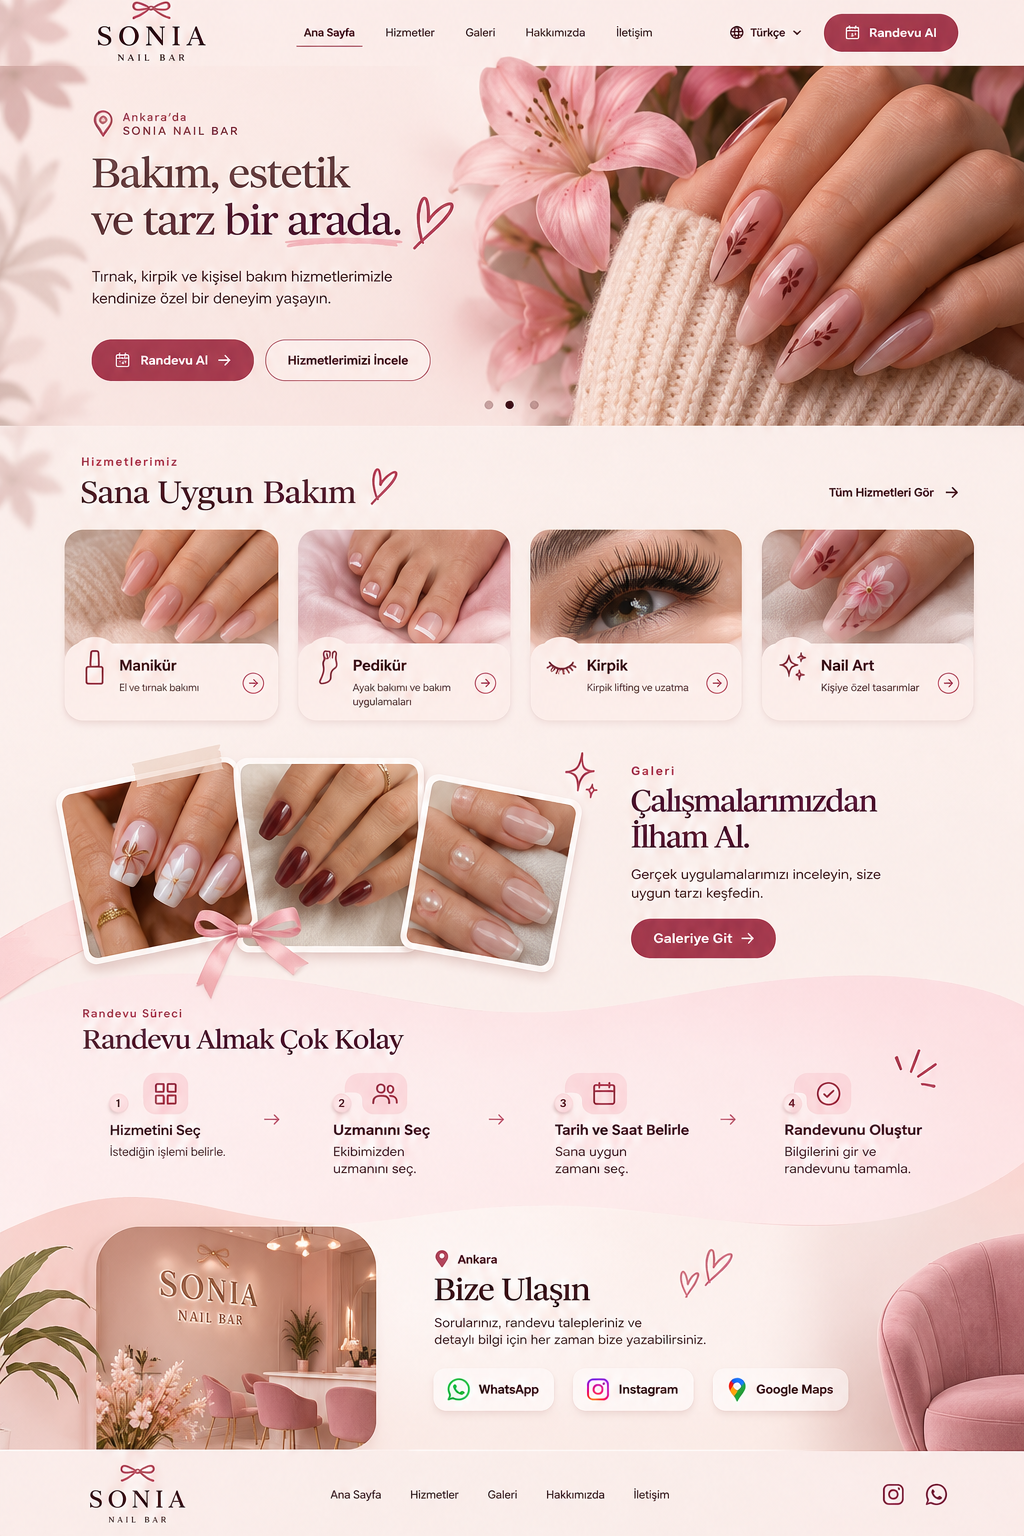 SONIA
NAIL BAR
Ana Sayfa
Hizmetler
Galeri
Hakkımızda
İletişim
Türkçe
Randevu Al
Ankara'da
SONIA NAIL BAR
Bakım, estetik
ve tarz bir arada.
Tırnak, kirpik ve kişisel bakım hizmetlerimizle
kendinize özel bir deneyim yaşayın.
Randevu Al
Hizmetlerimizi İncele
Hizmetlerimiz
Sana Uygun Bakım
Tüm Hizmetleri Gör
Manikür
El ve tırnak bakımı
Pedikür
Ayak bakımı ve bakım
uygulamaları
Kirpik
Kirpik lifting ve uzatma
Nail Art
Kişiye özel tasarımlar
Galeri
Çalışmalarımızdan
İlham Al.
Gerçek uygulamalarımızı inceleyin, size
uygun tarzı keşfedin.
Galeriye Git
Randevu Süreci
Randevu Almak Çok Kolay
1
Hizmetini Seç
İstediğin işlemi belirle.
2
Uzmanını Seç
Ekibimizden
uzmanını seç.
3
Tarih ve Saat Belirle
Sana uygun
zamanı seç.
4
Randevunu Oluştur
Bilgilerini gir ve
randevunu tamamla.
SONIA
NAIL BAR
Ankara
Bize Ulaşın
Sorularınız, randevu talepleriniz ve
detaylı bilgi için her zaman bize yazabilirsiniz.
WhatsApp
Instagram
Google Maps
SONIA
NAIL BAR
Ana Sayfa
Hizmetler
Galeri
Hakkımızda
İletişim